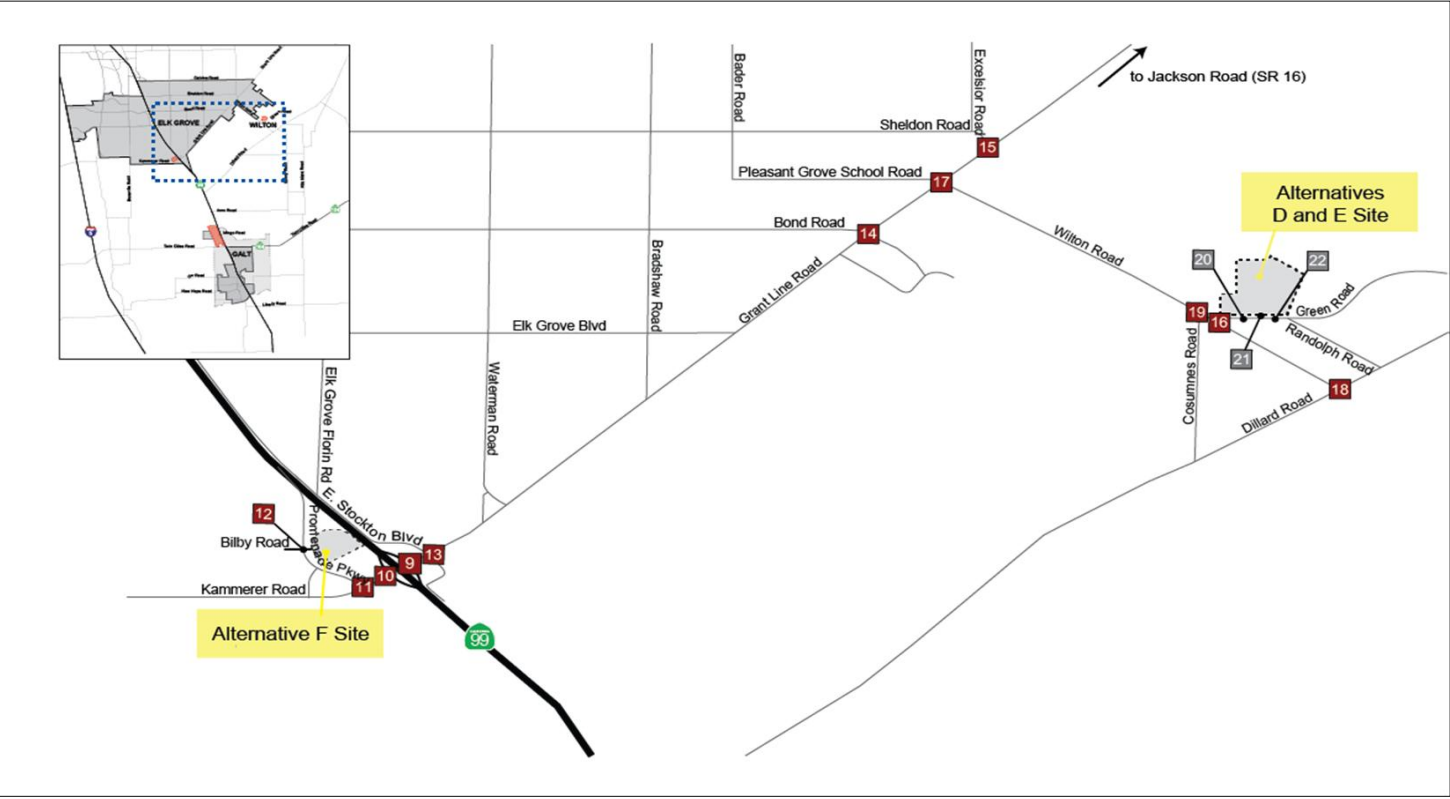 Bader Road
Excelsior Road
to Jackson Road (SR 16)
Sheldon Road
15
Pleasant Grove School Road
17
Bond Road
14
Wilton Road
Alternatives
D and E Site
20
22
Bradshaw Road
Grant Line Road
Green Road
Elk Grove Blvd
19
16
Randolph Road
21
Waterman Road
Elk Grove Florin Rd
Cosumnes Road
18
Dillard Road
E. Stockton Blvd
12
Promenade Pkwy
Bilby Road
13
9
10
11
Kammerer Road
Alternative F Site
99
ELK GROVE
WILTON
GALT